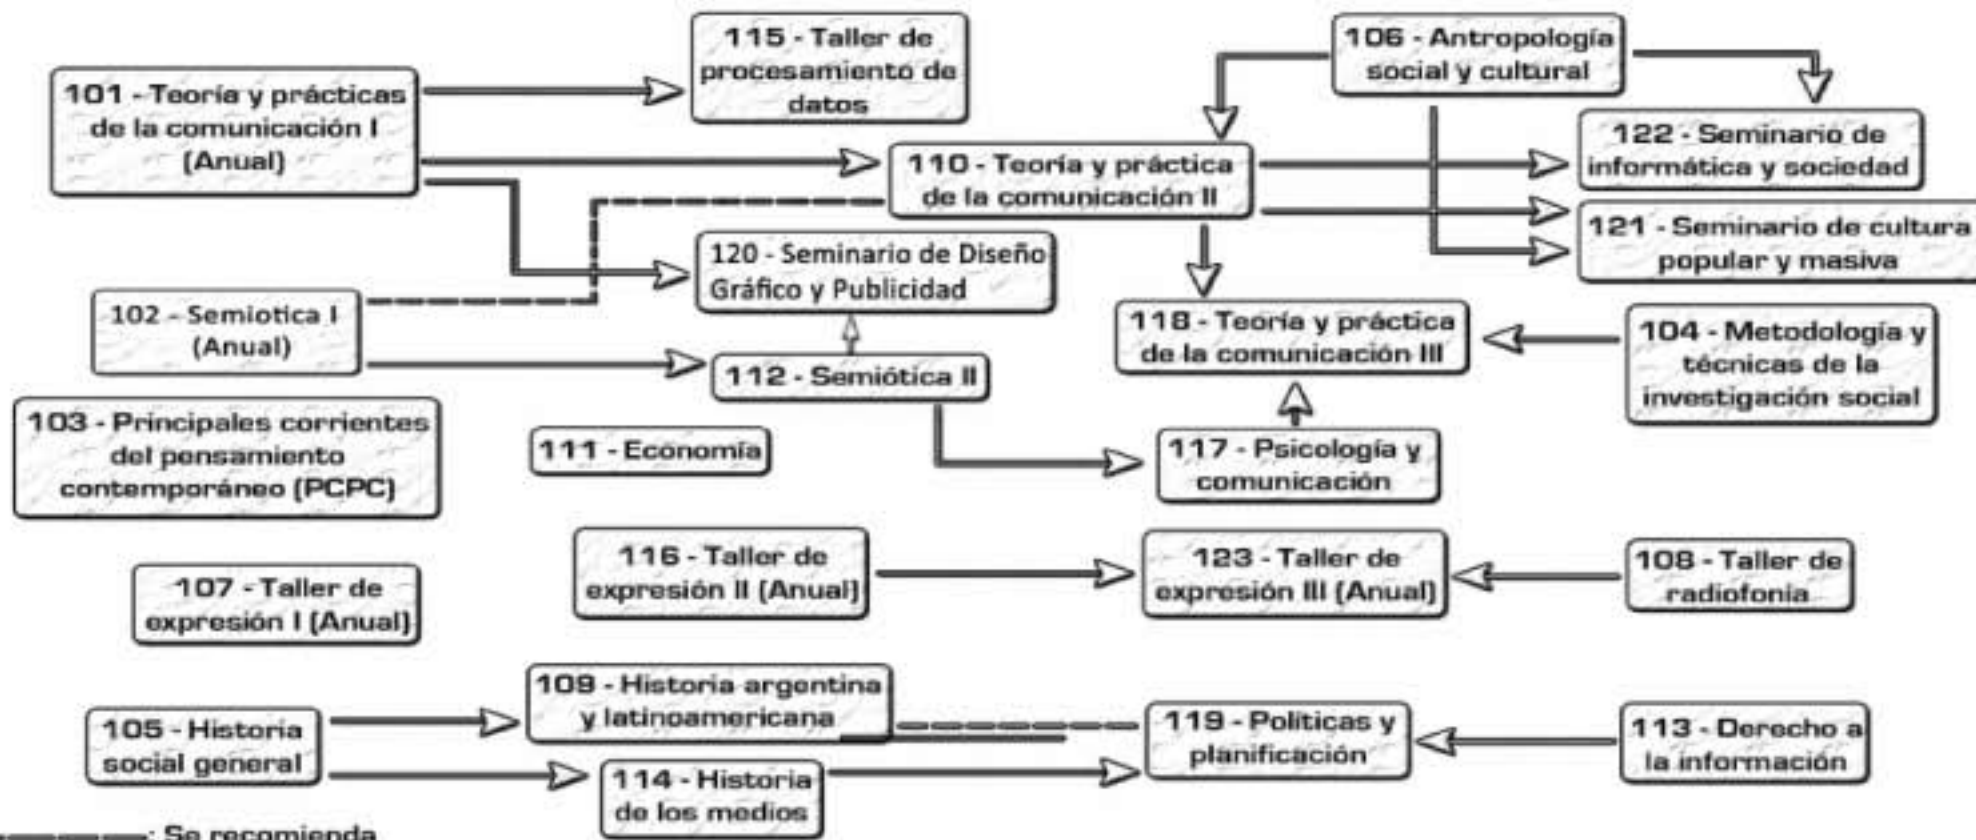 115 - Taller de
procesamiento de
datos
106 - Antropología
social y cultural
101 - Teoría y prácticas
de la comunicación I
(Anual)
122 - Seminario de
informática y sociedad
110 - Teoría y práctica
de la comunicación II
121 - Seminario de cultura
popular y masiva
120 - Seminario de Diseño
Gráfico y Publicidad
102 - Semiotica I
(Anual)
118 - Teoría y práctica
de la comunicación III
104 - Metodología y
técnicas de la
investigación social
112 - Semiótica II
103 - Principales corrientes
del pensamiento
contemporáneo (PCPC)
111 - Economía
117 - Psicología y
comunicación
116 - Taller de
expresión II (Anual)
123 - Taller de
expresión III (Anual)
108 - Taller de
radiofonia
107 - Taller de
expresión I (Anual)
109 - Historia argentina
y latinoamericana
105 - Historia
social general
119 - Políticas y
planificación
113 - Derecho a
la información
114 - Historia
de los medios
: Se recomienda